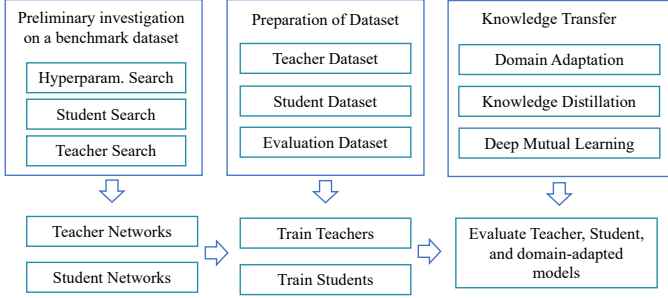 Preliminary investigation
on a benchmark dataset
Hyperparam. Search
Student Search
Teacher Search
Preparation of Dataset
Teacher Dataset
Student Dataset
Evaluation Dataset
Knowledge Transfer
Domain Adaptation
Knowledge Distillation
Deep Mutual Learning
Teacher Networks
Student Networks
Train Teachers
Train Students
Evaluate Teacher, Student,
and domain-adapted
models